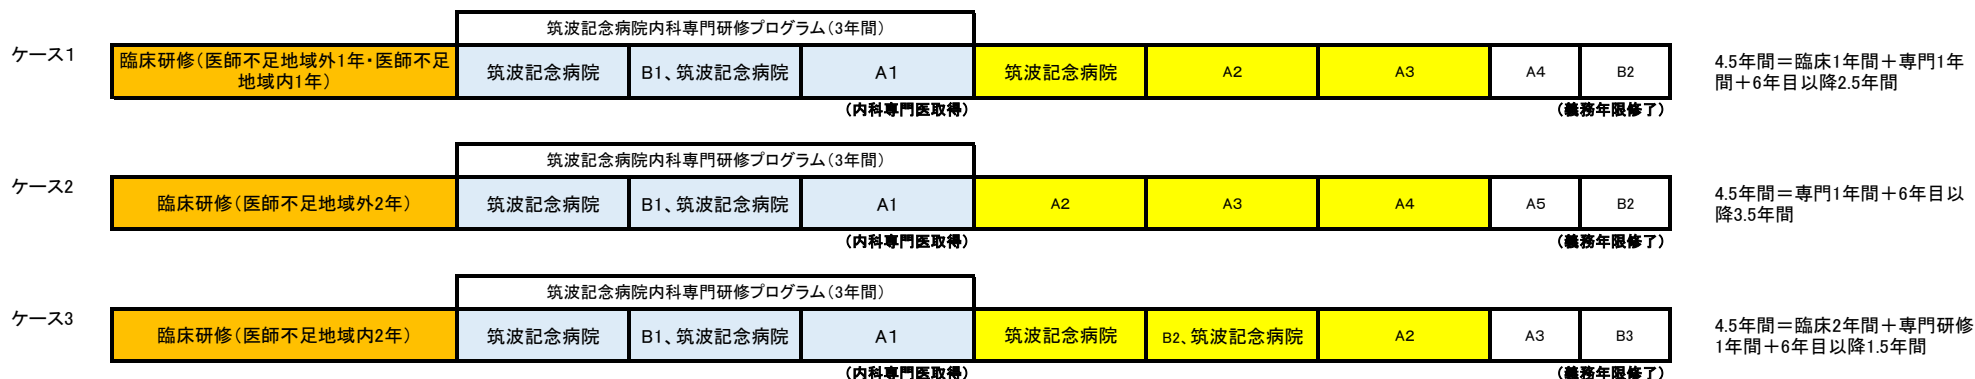 筑波記念病院内科専門研修プログラム(3年間)
ケース1
臨床研修(医師不足地域外1年・医師不足
地域内1年)
筑波記念病院
B1、筑波記念病院
A1
筑波記念病院
A2
A3
A4
B2
4.5年間=臨床1年間+専門1年
間+6年目以降2.5年間
(内科専門医取得)
(義務年限修了)
筑波記念病院内科専門研修プログラム(3年間)
ケース2
臨床研修(医師不足地域外2年)
筑波記念病院
B1、筑波記念病院
A1
A2
A3
A4
A5
B2
4.5年間=専門1年間+6年目以
降3.5年間
(内科専門医取得)
(義務年限修了)
筑波記念病院内科専門研修プログラム(3年間)
ケース3
臨床研修(医師不足地域内2年)
筑波記念病院
B1、筑波記念病院
A1
筑波記念病院
B2、筑波記念病院
A2
A3
B3
4.5年間=臨床2年間+専門研修
1年間+6年目以降1.5年間
(内科専門医取得)
(義務年限修了)